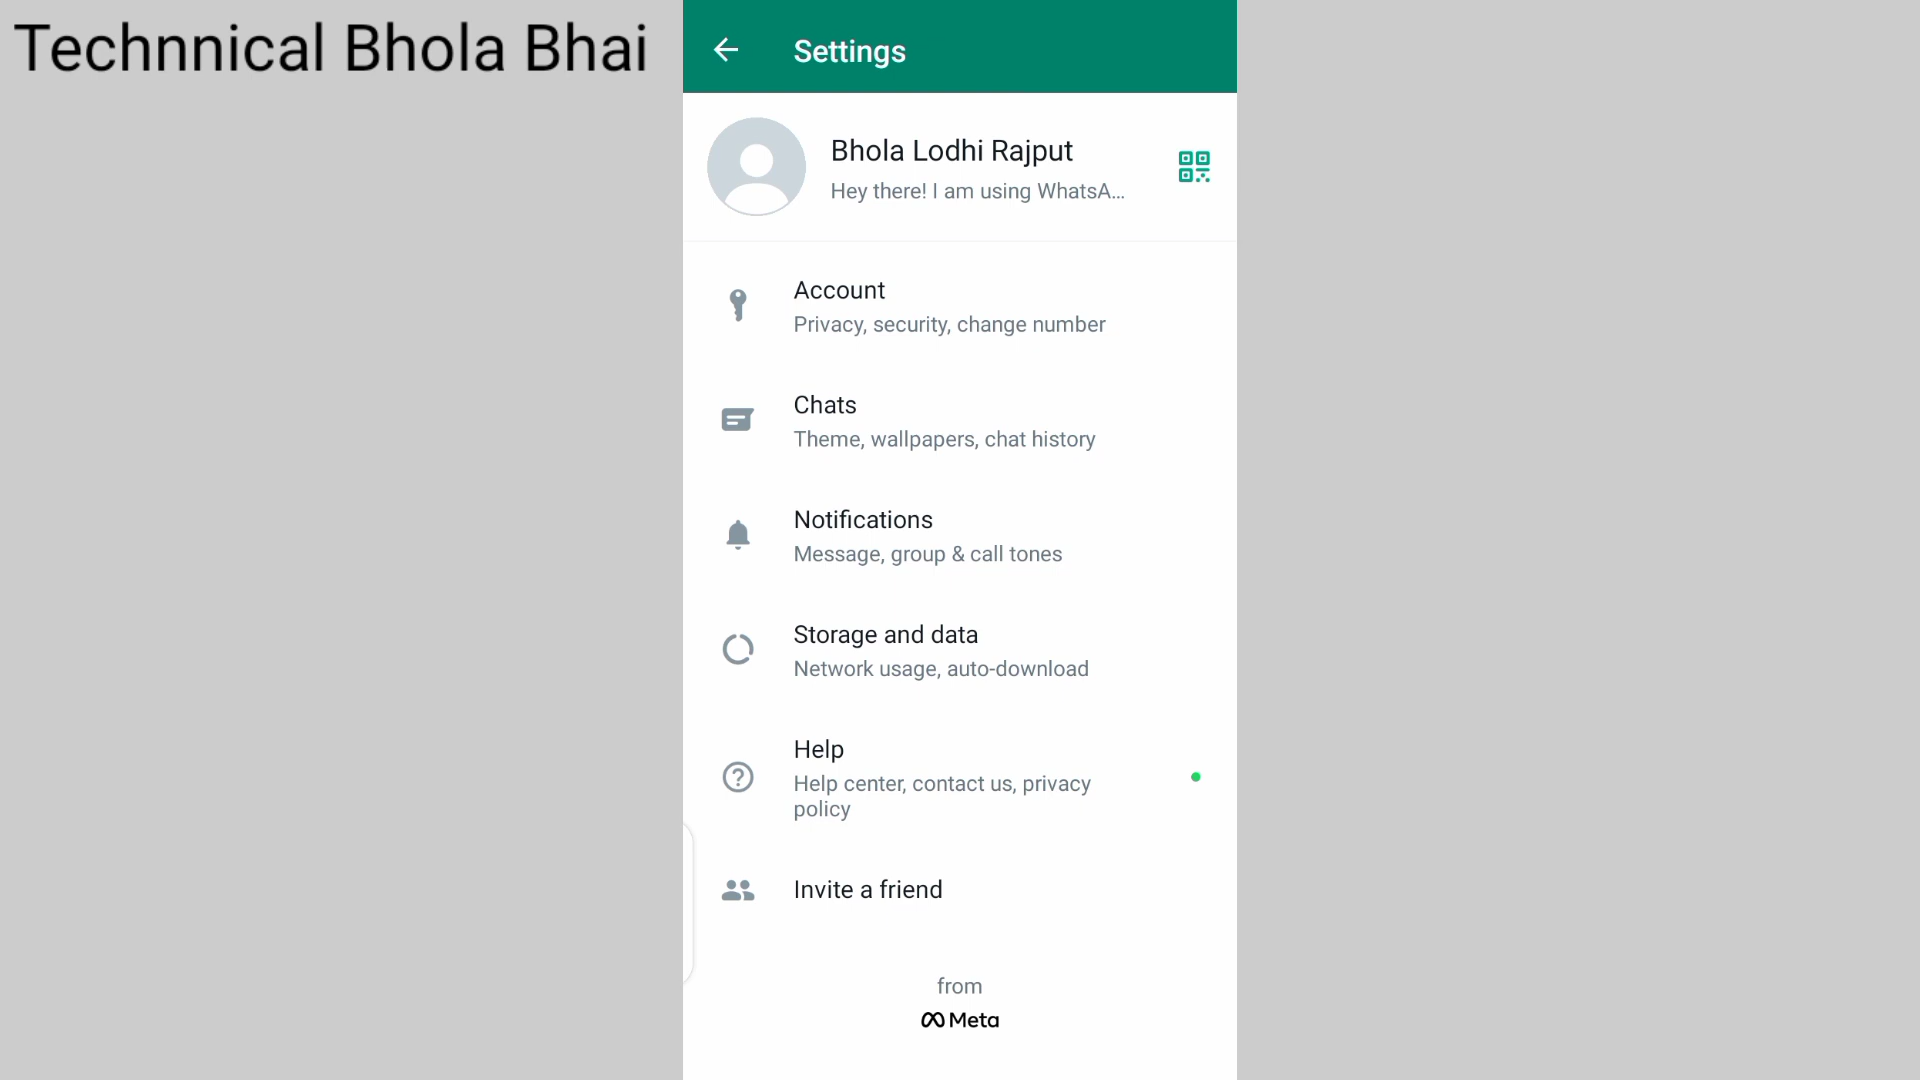 Technnical Bhola Bhai
Settings
Bhola Lodhi Rajput
Hey there! I am using WhatsA...
Account
Privacy, security, change number
Chats
Theme, wallpapers, chat history
Notifications
Message, group & call tones
Storage and data
Network usage, auto-download
Help
Help center, contact us, privacy
policy
Invite a friend
from
Meta